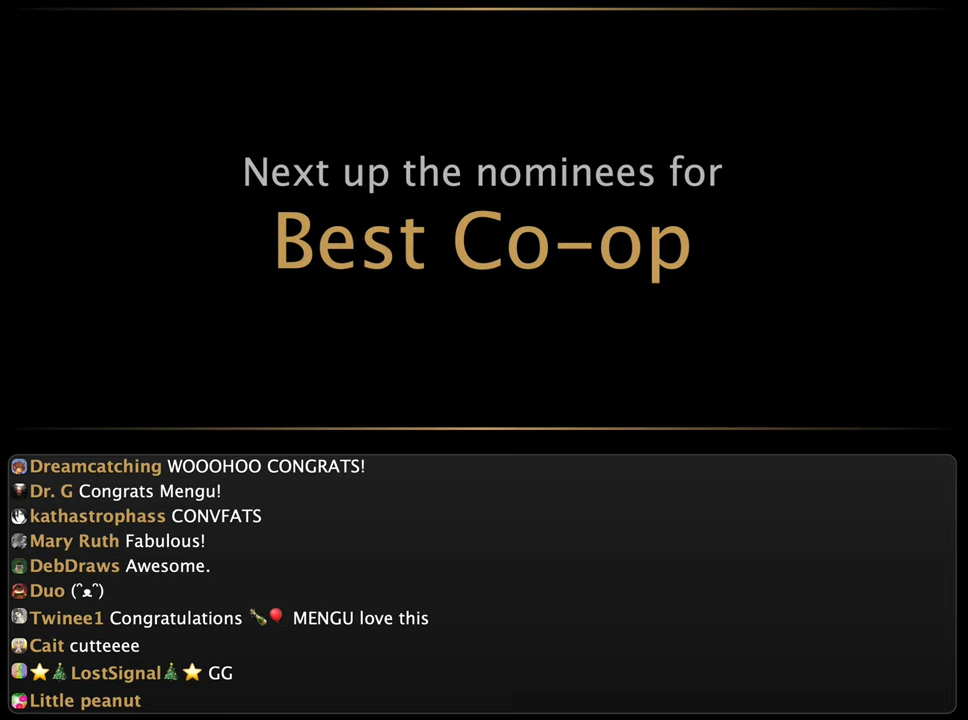 Next up the nominees for
Best Co-op
Dreamcatching WOOOHOO CONGRATS!
Dr. G Congrats Mengu!
kathastrophass CONVFATS
Mary Ruth Fabulous!
DebDraws Awesome.
Duo (ᵔᴥᵔ)
Twinee1 Congratulations 🍾🎈 MENGU love this
Cait cutteeee
⭐🎄LostSignal🎄⭐ GG
Little peanut